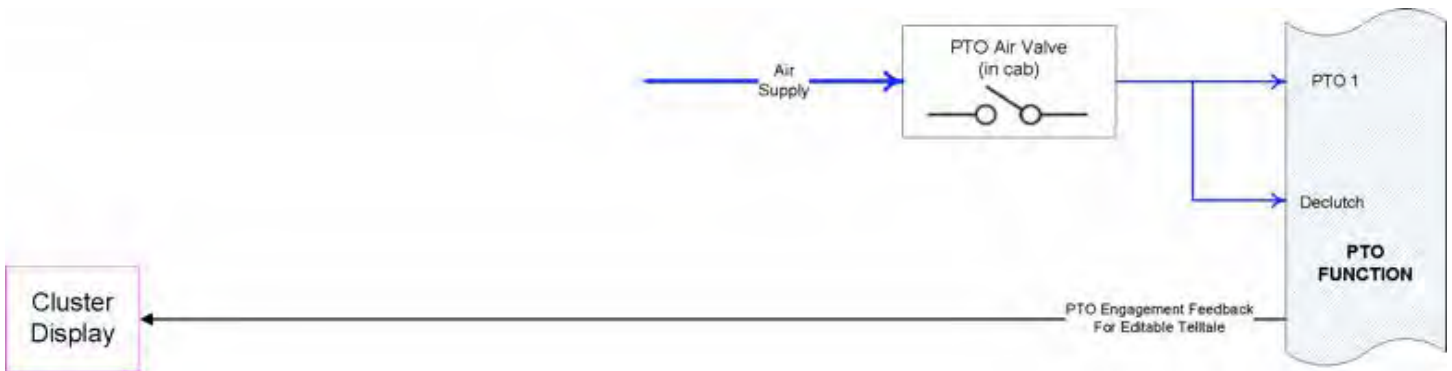 PTO Air Valve
(in cab)
Air
Supply
PTO 1
Declutch
PTO
FUNCTION
PTO Engagement Feedback
For Editable Telltale
Cluster
Display